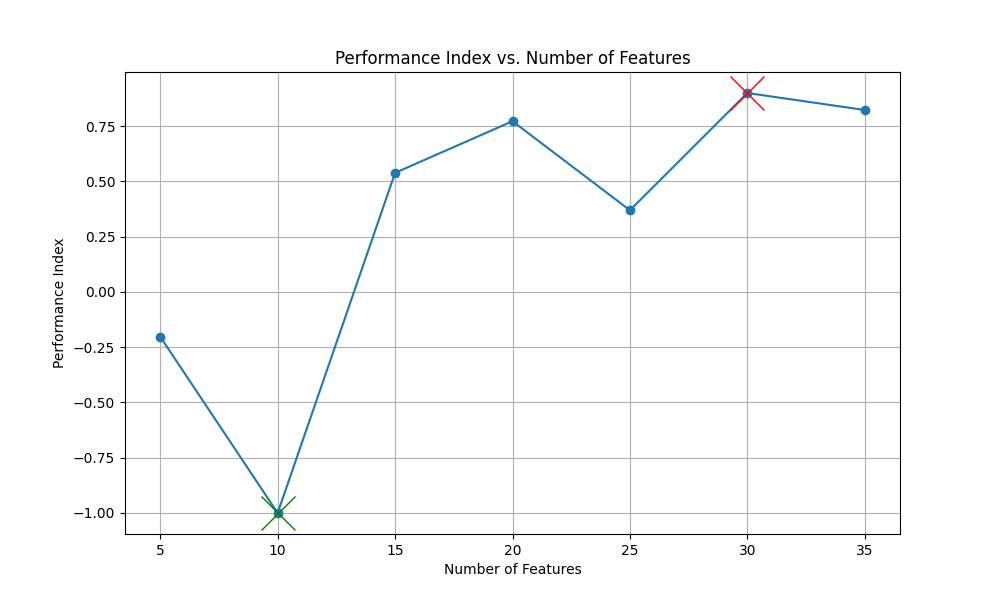 Performance Index vs. Number of Features
Performance Index
0.75
0.50
0.25
0.00
−0.25
−0.50
−0.75
−1.00
5 10 15 20 25 30 35
Number of Features